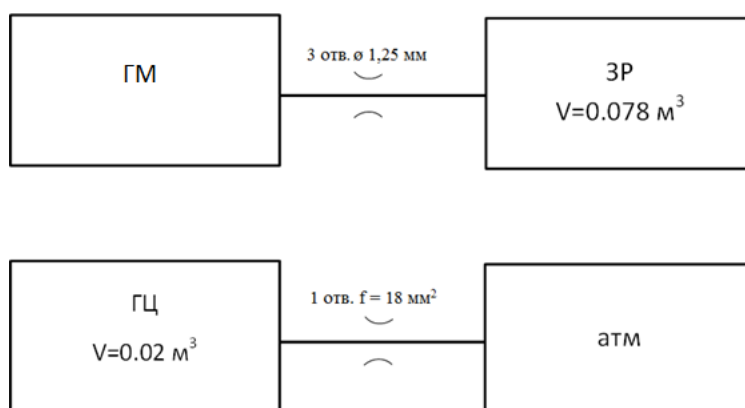 ГМ
3 отв. ø 1,25 мм
ЗР
V=0.078 м³
ГЦ
V=0.02 м³
1 отв. f = 18 мм²
атм